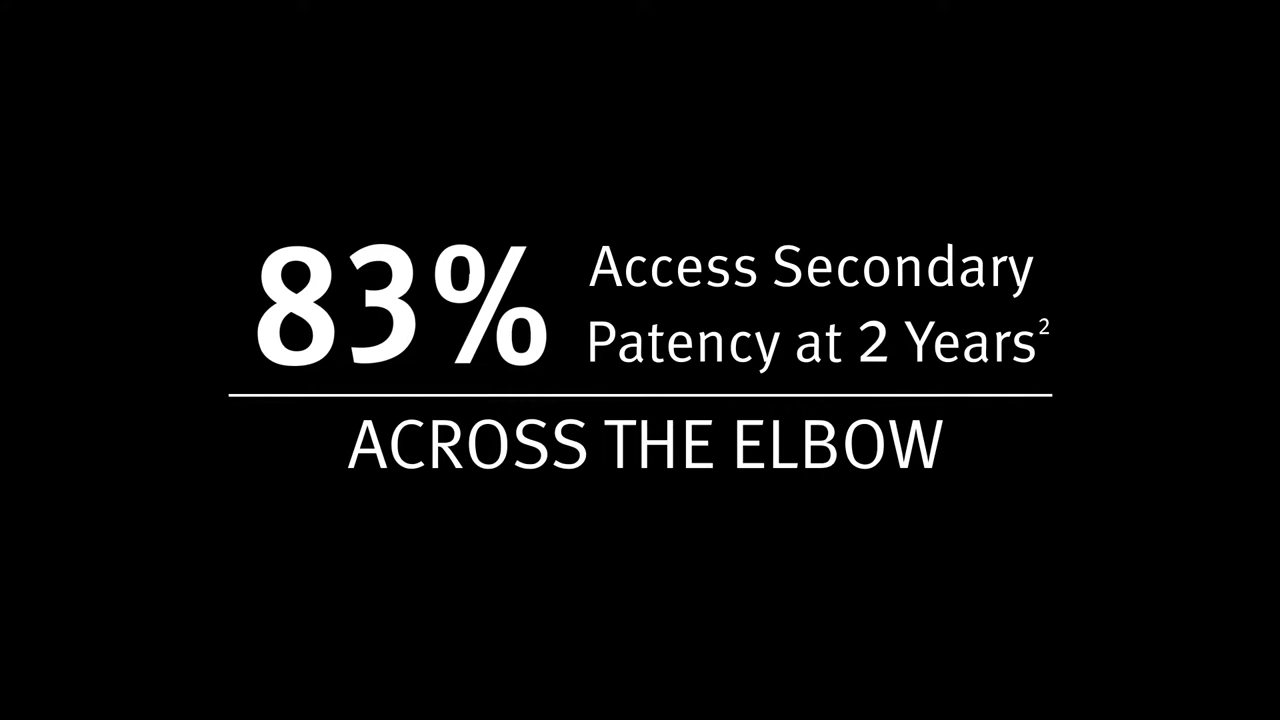 83% Access Secondary
Patency at 2 Years²
ACROSS THE ELBOW